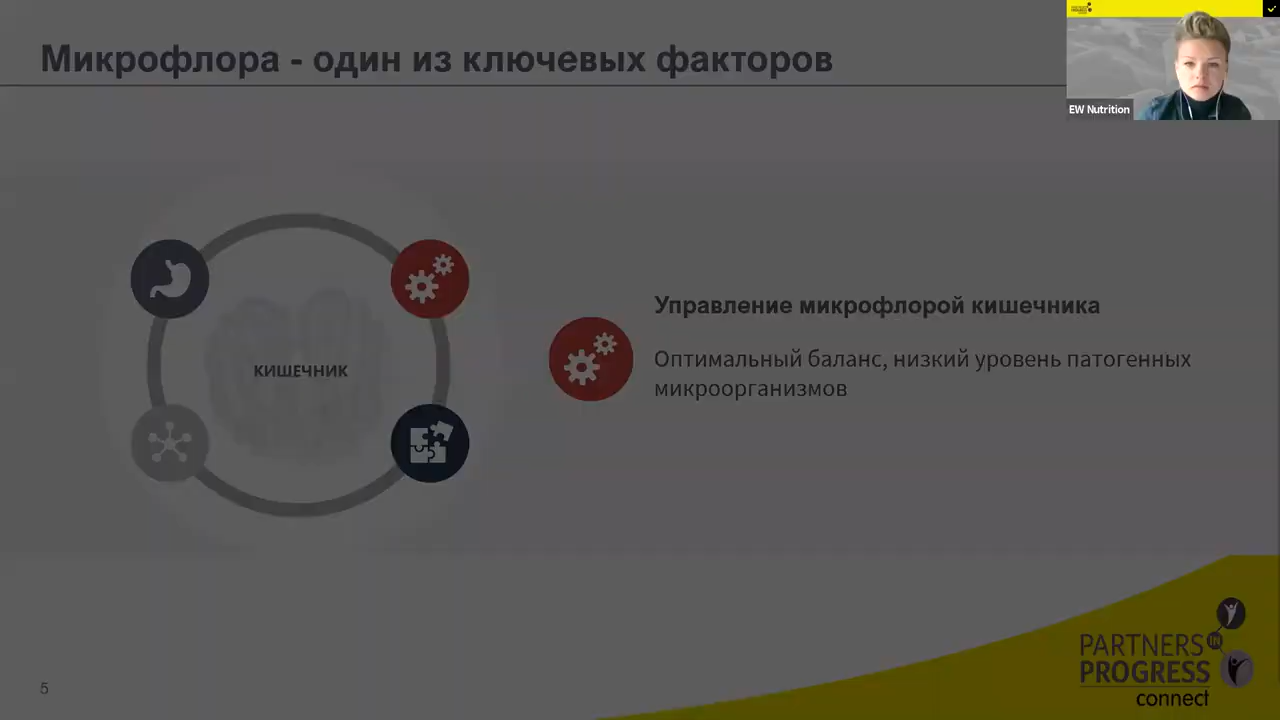 Микрофлора - один из ключевых факторов
EW Nutrition
КИШЕЧНИК
Управление микрофлорой кишечника
Оптимальный баланс, низкий уровень патогенных
микроорганизмов
PARTNERS
IN
PROGRESS
connect
5